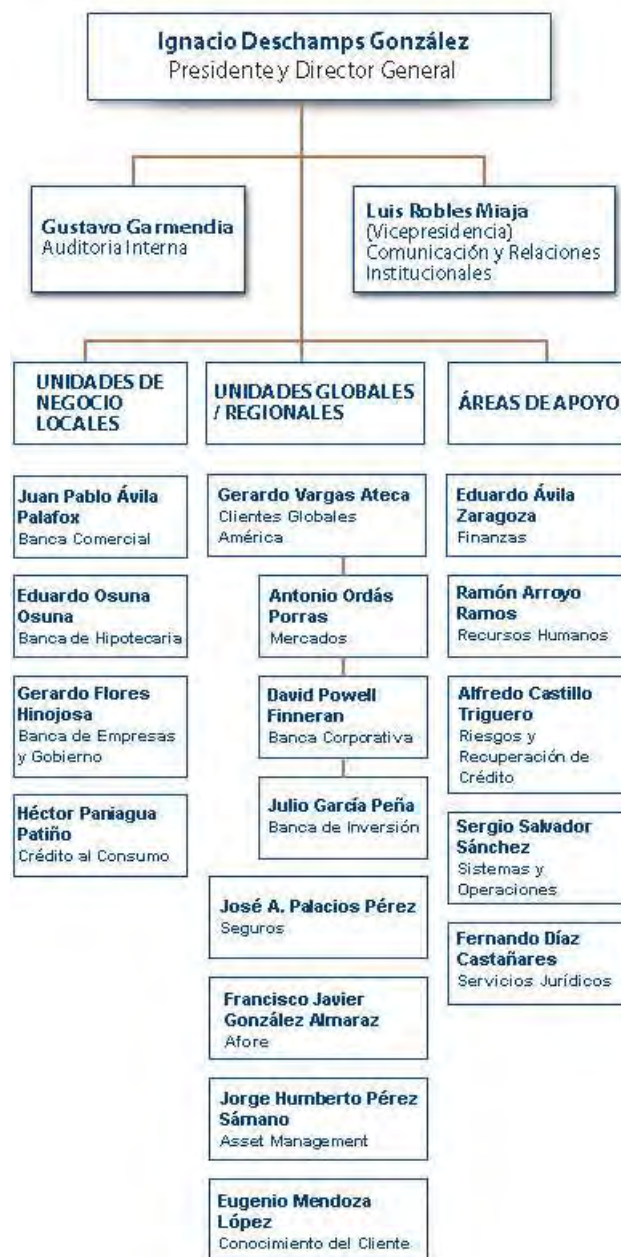 Ignacio Deschamps González
Presidente y Director General
Gustavo Garmendia
Auditoria Interna
Luis Robles Miaja
(Vicepresidencia)
Comunicación y Relaciones
Institucionales
UNIDADES DE
NEGOCIO
LOCALES
Juan Pablo Ávila
Palafox
Banca Comercial
Eduardo Osuna
Osuna
Banca de Hipotecaria
Gerardo Flores
Hinojosa
Banca de Empresas
y Gobierno
Héctor Paniagua
Patiño
Crédito al Consumo
UNIDADES GLOBALES
/ REGIONALES
Gerardo Vargas Ateca
Clientes Globales
América
Antonio Ordás
Porras
Mercados
David Powell
Finneran
Banca Corporativa
Julio García Peña
Banca de Inversión
José A. Palacios Pérez
Seguros
Francisco Javier
González Almaraz
Afore
Jorge Humberto Pérez
Sámano
Asset Management
Eugenio Mendoza
López
Conocimiento del Cliente
ÁREAS DE APOYO
Eduardo Ávila
Zaragoza
Finanzas
Ramón Arroyo
Ramos
Recursos Humanos
Alfredo Castillo
Triguero
Riesgos y
Recuperación de
Crédito
Sergio Salvador
Sánchez
Sistemas y
Operaciones
Fernando Díaz
Castañares
Servicios Jurídicos